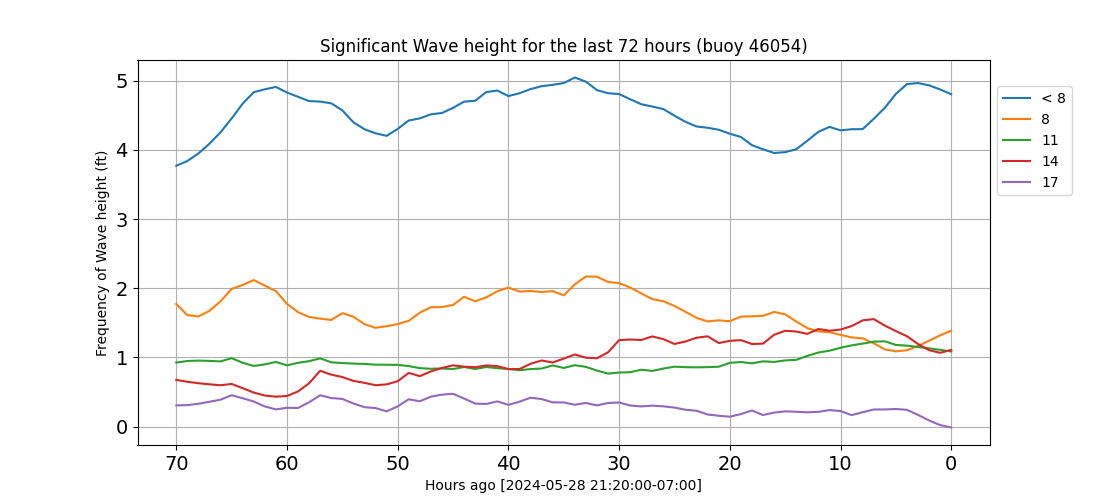 Significant Wave height for the last 72 hours (buoy 46054)
Frequency of Wave height (ft)
5
4
3
2
1
0
70 60 50 40 30 20 10 0
Hours ago [2024-05-28 21:20:00-07:00]
< 8
8
11
14
17